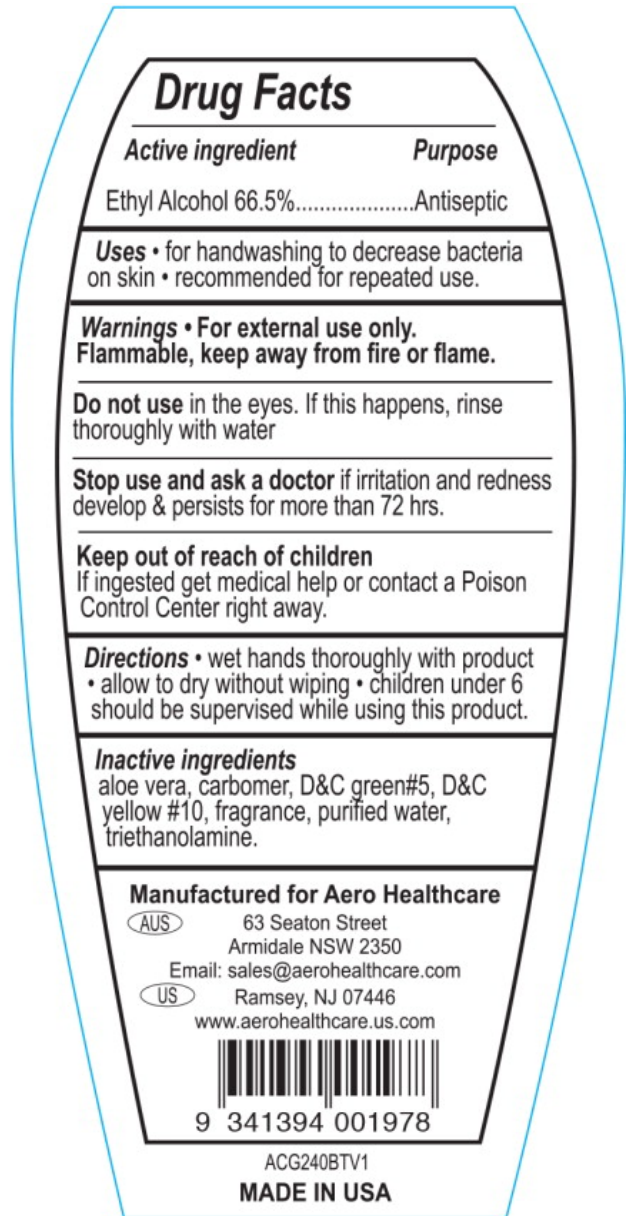 Drug Facts
Active ingredient Purpose
Ethyl Alcohol 66.5%.....................Antiseptic
Uses • for handwashing to decrease bacteria
on skin • recommended for repeated use.
Warnings • For external use only.
Flammable, keep away from fire or flame.
Do not use in the eyes. If this happens, rinse
thoroughly with water
Stop use and ask a doctor if irritation and redness
develop & persists for more than 72 hrs.
Keep out of reach of children
If ingested get medical help or contact a Poison
Control Center right away.
Directions • wet hands thoroughly with product
• allow to dry without wiping • children under 6
should be supervised while using this product.
Inactive ingredients
aloe vera, carbomer, D&C green#5, D&C
yellow #10, fragrance, purified water,
triethanolamine.
Manufactured for Aero Healthcare
AUS 63 Seaton Street
Armidale NSW 2350
Email: sales@aerohealthcare.com
US Ramsey, NJ 07446
www.aerohealthcare.us.com
9 341394 001978
ACG240BTV1
MADE IN USA